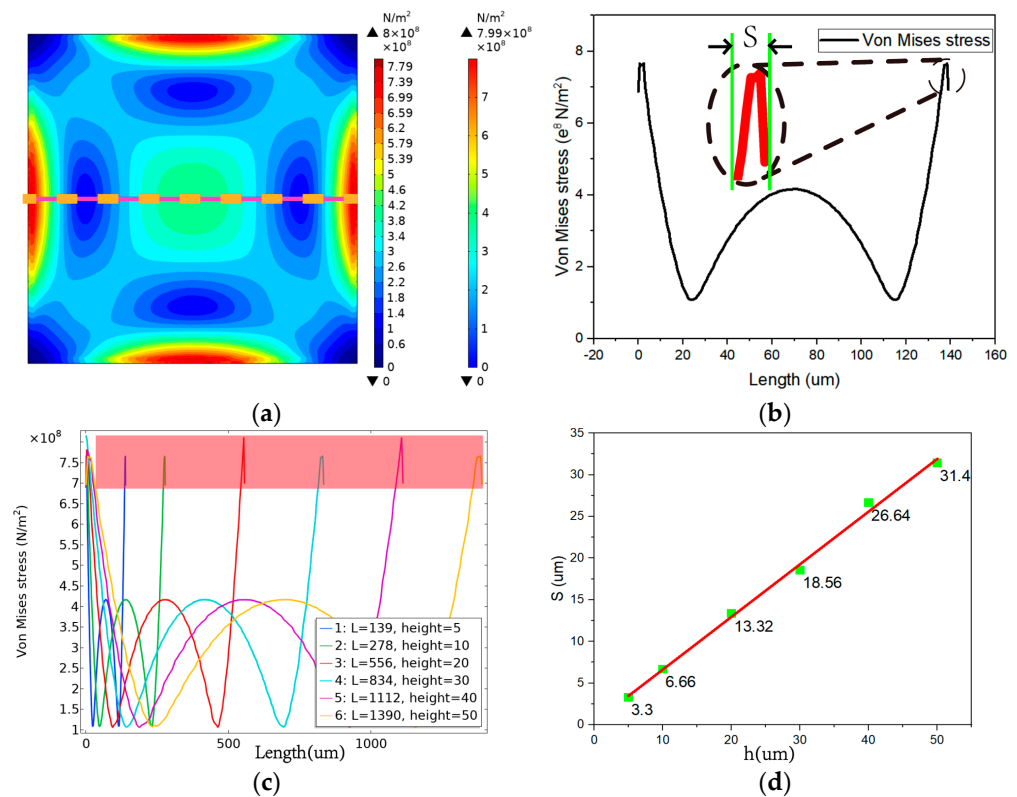 N/m²
▲ 8×10⁸
×10⁸
7.79
7.39
6.99
6.59
6.2
5.79
5.39
5
4.6
4.2
3.8
3.4
3
2.6
2.2
1.8
1.4
1
0.6
0
▼ 0
N/m²
▲ 7.99×10⁸
×10⁸
7
6
5
4
3
2
1
0
▼ 0
(a)
Von Mises stress (e⁸ N/m²)
8
6
4
2
0
S
Von Mises stress
-20 0 20 40 60 80 100 120 140 160
Length (um)
(b)
×10⁸
Von Mises stress (N/m²)
7.5
7
6.5
6
5.5
5
4.5
4
3.5
3
2.5
2
1.5
1
1: L=139, height=5
2: L=278, height=10
3: L=556, height=20
4: L=834, height=30
5: L=1112, height=40
6: L=1390, height=50
0 500 1000
Length(um)
(c)
S (um)
35
30
25
20
15
10
5
0
3.3
6.66
13.32
18.56
26.64
31.4
0 10 20 30 40 50
h(um)
(d)